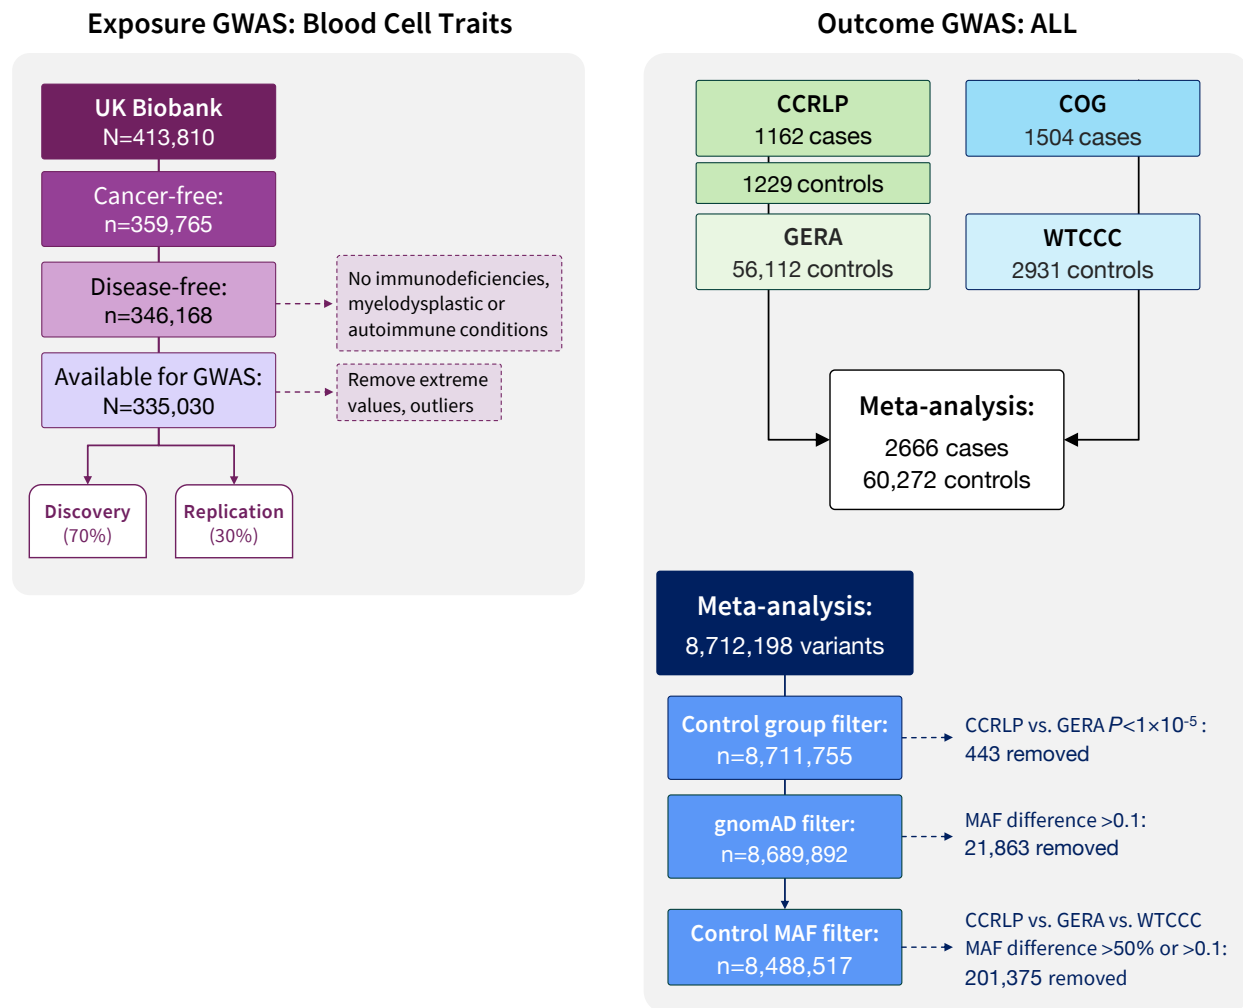 Exposure GWAS: Blood Cell Traits
UK Biobank
N=413,810
Cancer-free:
n=359,765
Disease-free:
n=346,168
No immunodeficiencies,
myelodysplastic or
autoimmune conditions
Available for GWAS:
N=335,030
Remove extreme
values, outliers
Discovery
(70%)
Replication
(30%)
Outcome GWAS: ALL
CCRLP
1162 cases
1229 controls
GERA
56,112 controls
COG
1504 cases
WTCCC
2931 controls
Meta-analysis:
2666 cases
60,272 controls
Meta-analysis:
8,712,198 variants
Control group filter:
n=8,711,755
CCRLP vs. GERA P<1×10⁻⁵ :
443 removed
gnomAD filter:
n=8,689,892
MAF difference >0.1:
21,863 removed
Control MAF filter:
n=8,488,517
CCRLP vs. GERA vs. WTCCC
MAF difference >50% or >0.1:
201,375 removed